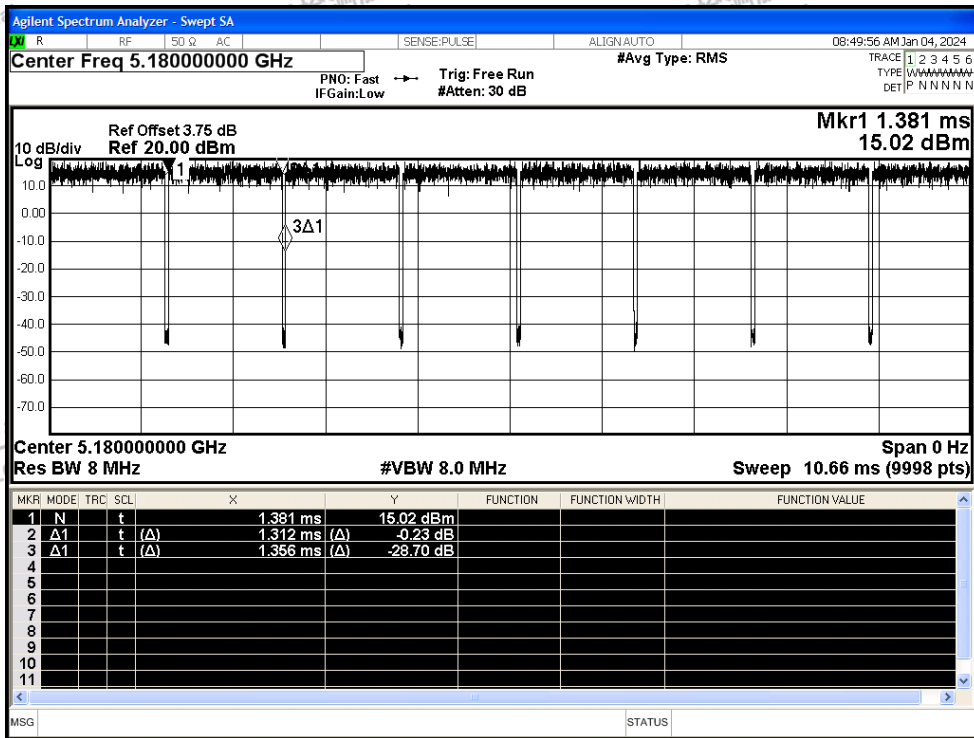 Agilent Spectrum Analyzer - Swept SA
LXI R RF 50 Ω AC SENSE:PULSE ALIGN AUTO 08:49:56 AM Jan 04, 2024
Center Freq 5.180000000 GHz #Avg Type: RMS TRACE 1 2 3 4 5 6
PNO: Fast Trig: Free Run TYPE WWWWWW
IFGain:Low #Atten: 30 dB DET P N N N N N
Mkr1 1.381 ms
Ref Offset 3.75 dB
10 dB/div Ref 20.00 dBm 15.02 dBm
Log
1
10.0
0.00
3Δ1
-10.0
-20.0
-30.0
-40.0
-50.0
-60.0
-70.0
Center 5.180000000 GHz Span 0 Hz
Res BW 8 MHz #VBW 8.0 MHz Sweep 10.66 ms (9998 pts)
MKR MODE TRC SCL X Y FUNCTION FUNCTION WIDTH FUNCTION VALUE
1 N t 1.381 ms 15.02 dBm
2 Δ1 t (Δ) 1.312 ms (Δ) -0.23 dB
3 Δ1 t (Δ) 1.356 ms (Δ) -28.70 dB
4
5
6
7
8
9
10
11
MSG STATUS